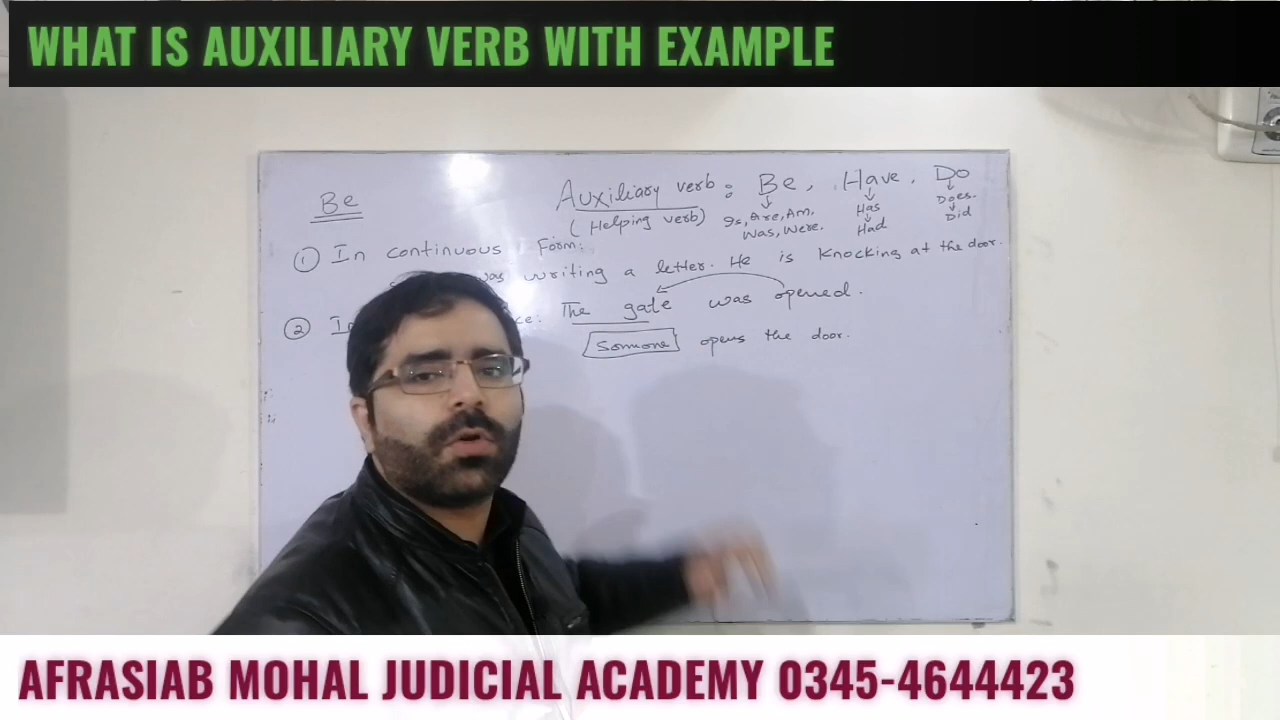 WHAT IS AUXILIARY VERB WITH EXAMPLE
Be
Auxiliary verb: Be, Have, Do
(Helping verb) Is, Are, Am, Has Does.
Was, Were. Had Did
① In continuous Form:
was writing a letter. He is knocking at the door.
② The gate was opened.
Somone opens the door.
AFRASIAB MOHAL JUDICIAL ACADEMY 0345-4644423